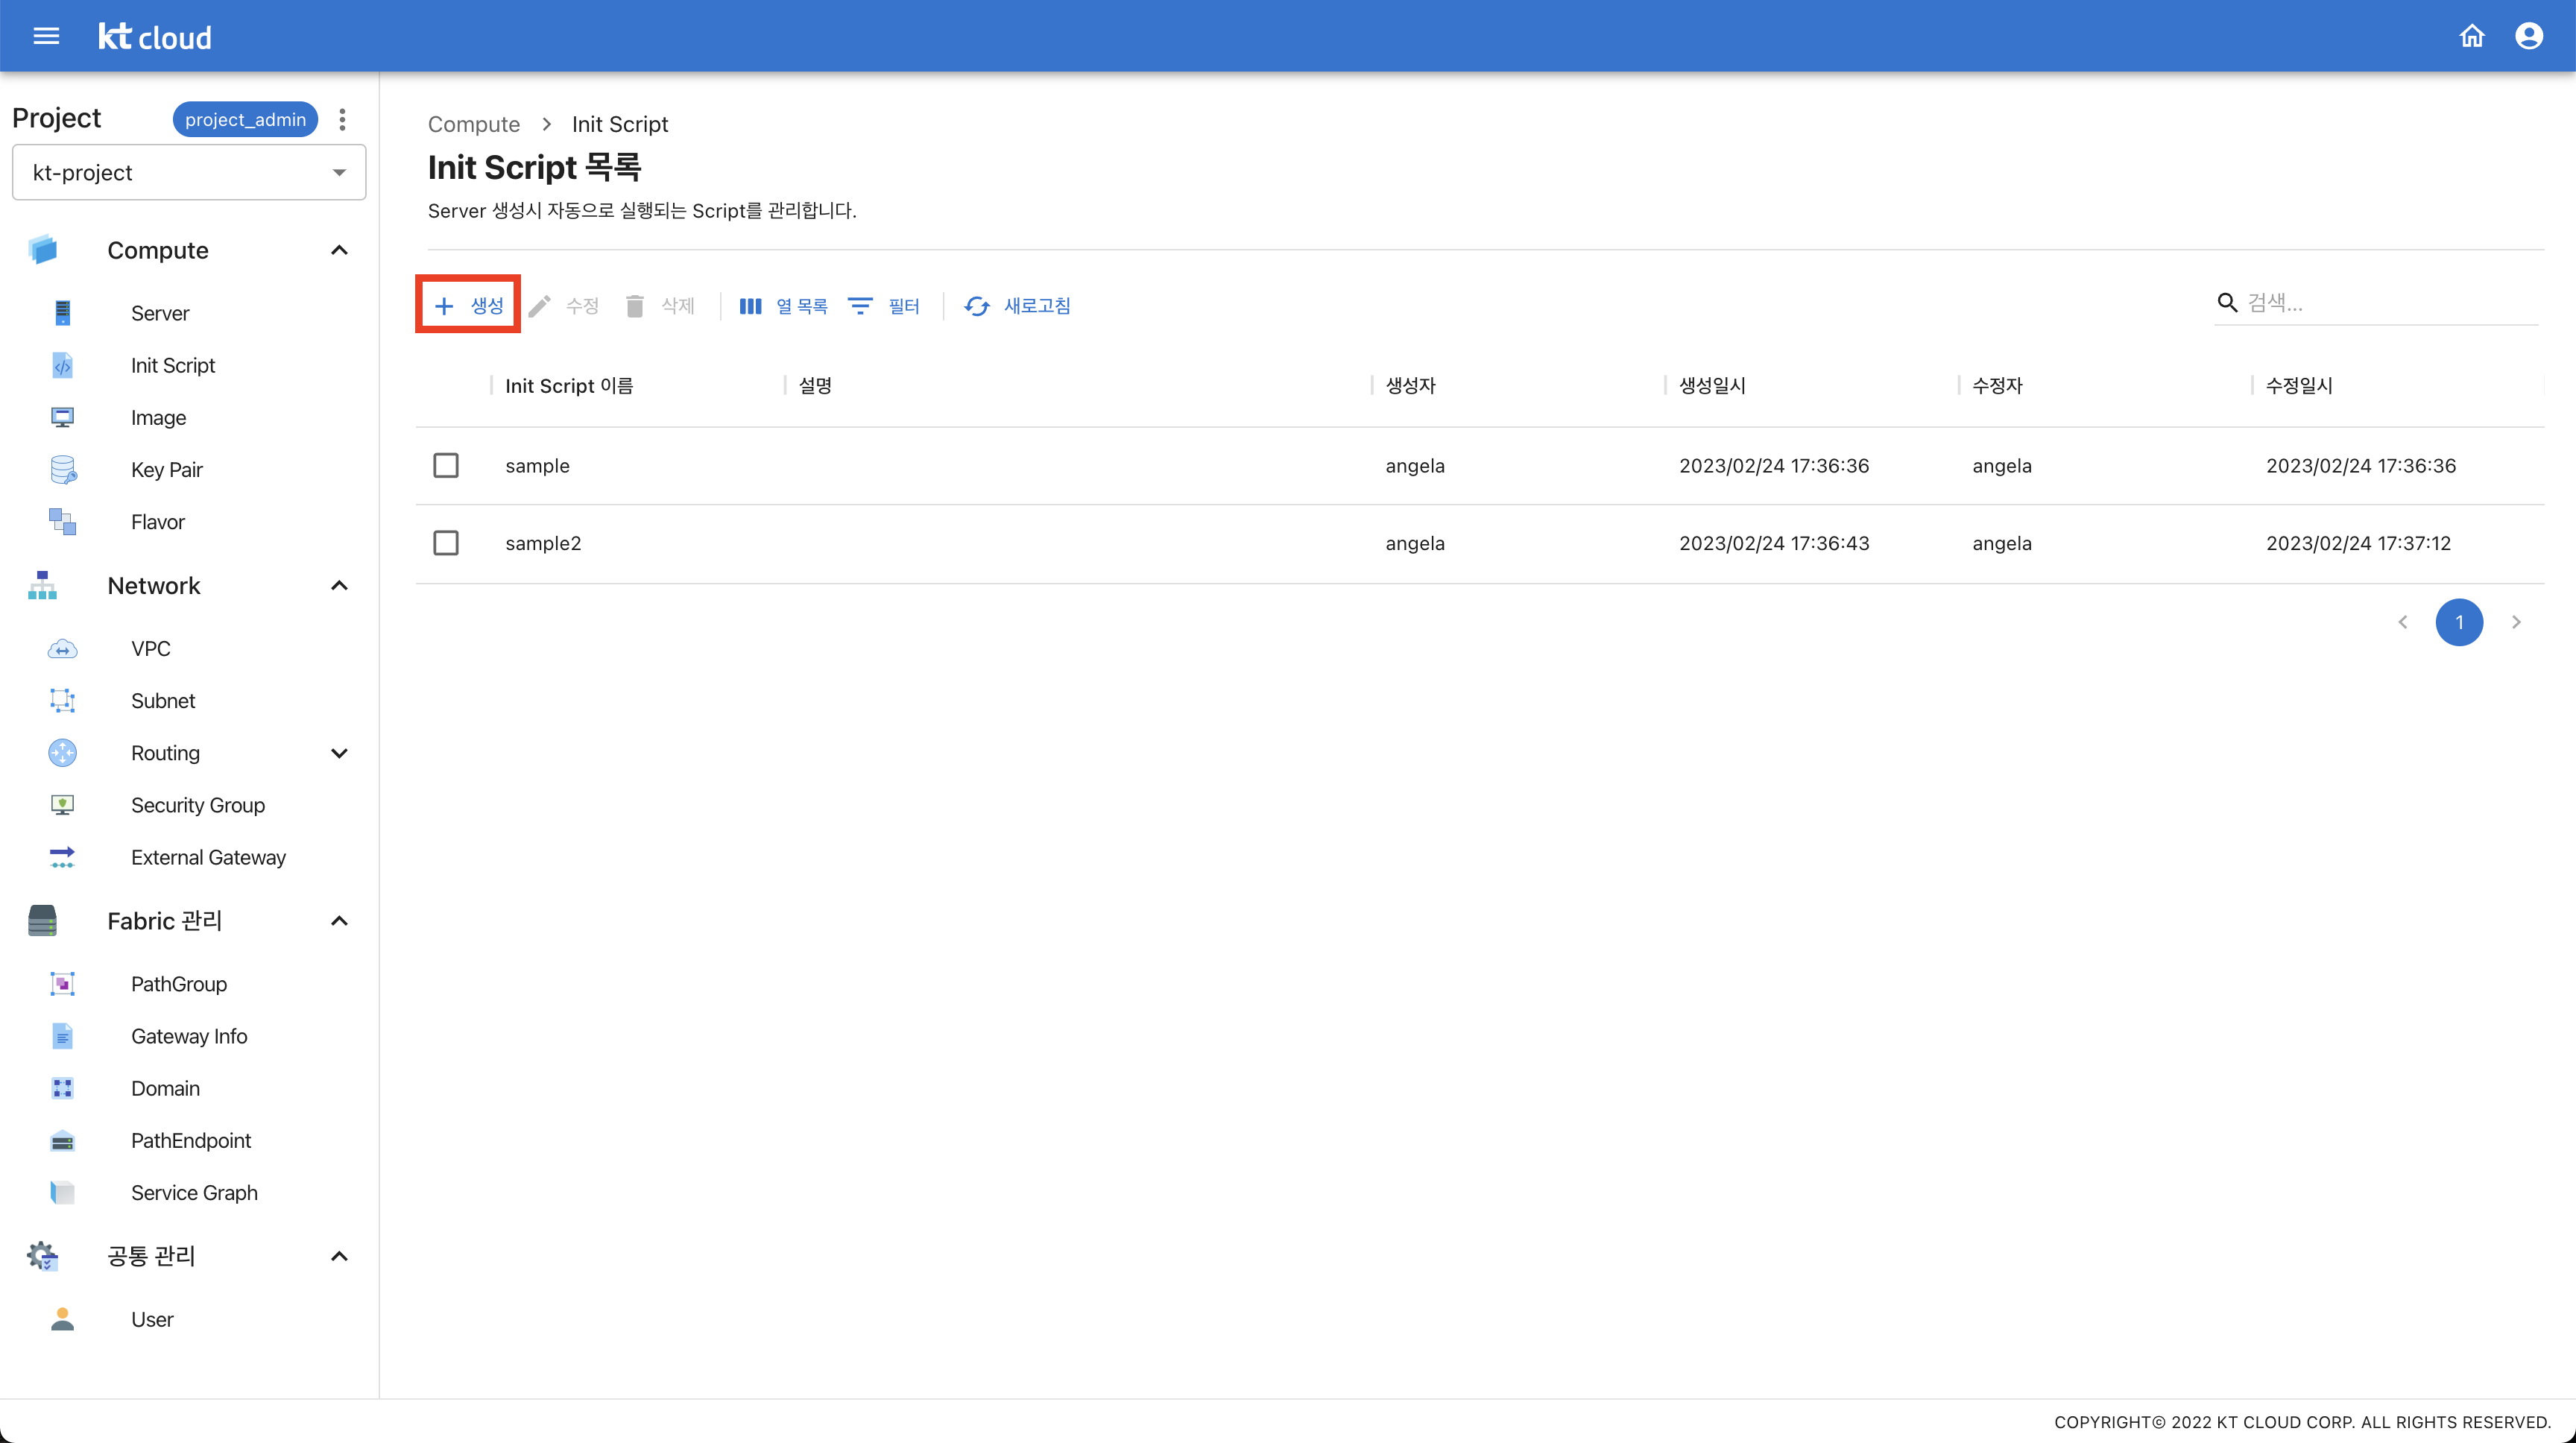 kt cloud
Project
project_admin
kt-project
Compute
Server
Init Script
Image
Key Pair
Flavor
Network
VPC
Subnet
Routing
Security Group
External Gateway
Fabric 관리
PathGroup
Gateway Info
Domain
PathEndpoint
Service Graph
공통 관리
User
Compute > Init Script
Init Script 목록
Server 생성시 자동으로 실행되는 Script를 관리합니다.
+ 생성 수정 삭제 열 목록 필터 새로고침 검색...
Init Script 이름 설명 생성자 생성일시 수정자 수정일시
sample angela 2023/02/24 17:36:36 angela 2023/02/24 17:36:36
sample2 angela 2023/02/24 17:36:43 angela 2023/02/24 17:37:12
< 1 >
COPYRIGHT© 2022 KT CLOUD CORP. ALL RIGHTS RESERVED.